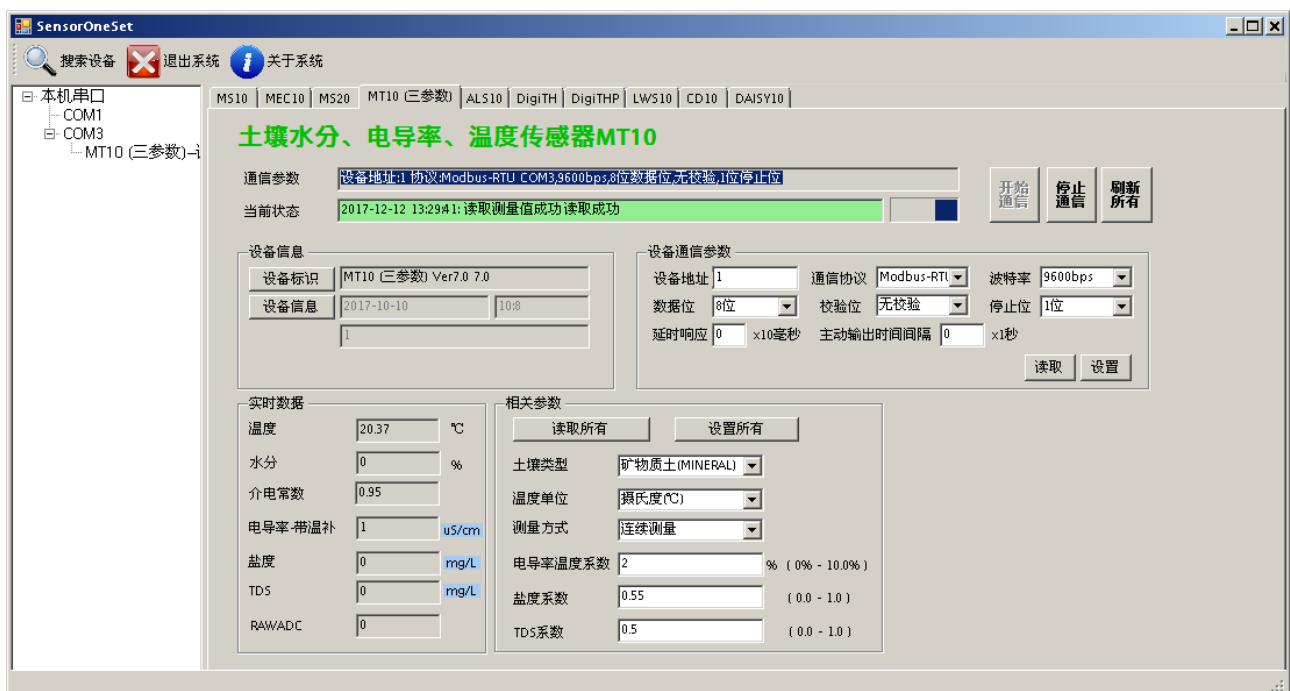 SensorOneSet
搜索设备 退出系统 关于系统
本机串口
COM1
COM3
MT10 (三参数)
MS10 MEC10 MS20 MT10 (三参数) ALS10 DigiTH DigiTHP LWS10 CD10 DAISY10
土壤水分、电导率、温度传感器MT10
通信参数 设备地址:1 协议:Modbus-RTU COM3,9600bps,8位数据位,无校验,1位停止位
当前状态 2017-12-12 13:29:41: 读取测量值成功 读取成功
开始通信 停止通信 刷新所有
设备信息
设备标识 MT10 (三参数) Ver7.0 7.0
设备信息 2017-10-10 10:8
1
设备通信参数
设备地址 1 通信协议 Modbus-RTU 波特率 9600bps
数据位 8位 校验位 无校验 停止位 1位
延时响应 0 x10毫秒 主动输出时间间隔 0 x1秒
读取 设置
实时数据
温度 20.37 ℃
水分 0 %
介电常数 0.95
电导率-带温补 1 uS/cm
盐度 0 mg/L
TDS 0 mg/L
RAWADC 0
相关参数
读取所有 设置所有
土壤类型 矿物质土(MINERAL)
温度单位 摄氏度(℃)
测量方式 连续测量
电导率温度系数 2 % ( 0% - 10.0% )
盐度系数 0.55 ( 0.0 - 1.0 )
TDS系数 0.5 ( 0.0 - 1.0 )